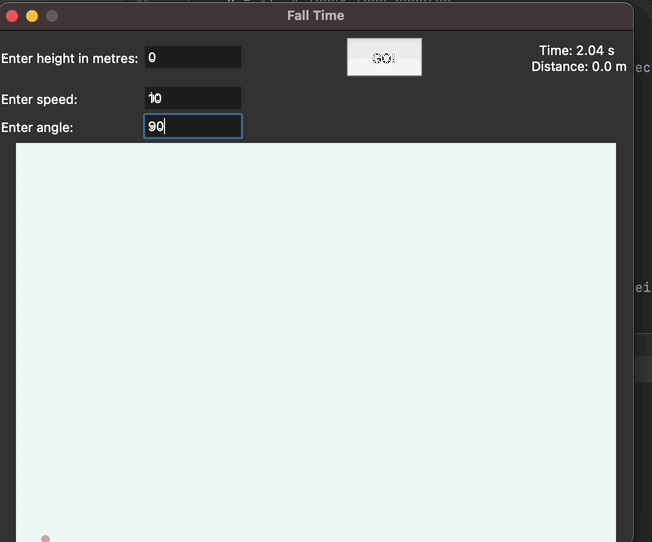 Fall Time
Enter height in metres: 0
GO!
Time: 2.04 s
Distance: 0.0 m
Enter speed: 10
Enter angle: 90